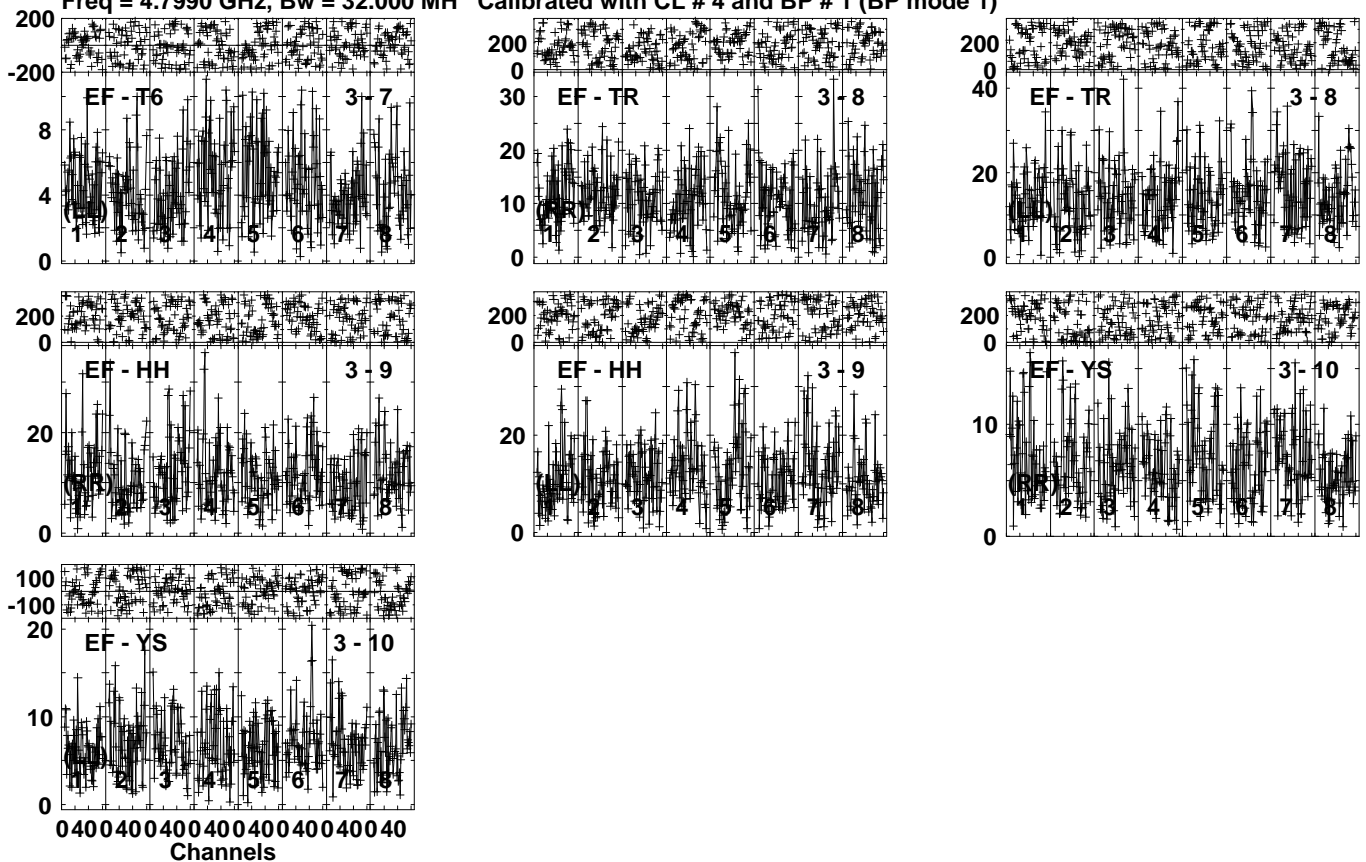 Freq = 4.7990 GHz, Bw = 32.000 MH Calibrated with CL # 4 and BP # 1 (BP mode 1)
200
-200
EF - T6 3 - 7
8
4
0
(LL)
1 2 3 4 5 6 7 8
200
0
EF - TR 3 - 8
30
20
10
0
(RR)
1 2 3 4 5 6 7 8
200
0
EF - TR 3 - 8
40
20
0
(LL)
1 2 3 4 5 6 7 8
200
0
EF - HH 3 - 9
20
0
(RR)
1 2 3 4 5 6 7 8
200
0
EF - HH 3 - 9
20
0
(LL)
1 2 3 4 5 6 7 8
200
0
EF - YS 3 - 10
10
0
(RR)
1 2 3 4 5 6 7 8
100
-100
EF - YS 3 - 10
20
10
0
(LL)
1 2 3 4 5 6 7 8
0 40 0 40 0 40 0 40 0 40 0 40 0 40 0 40
Channels